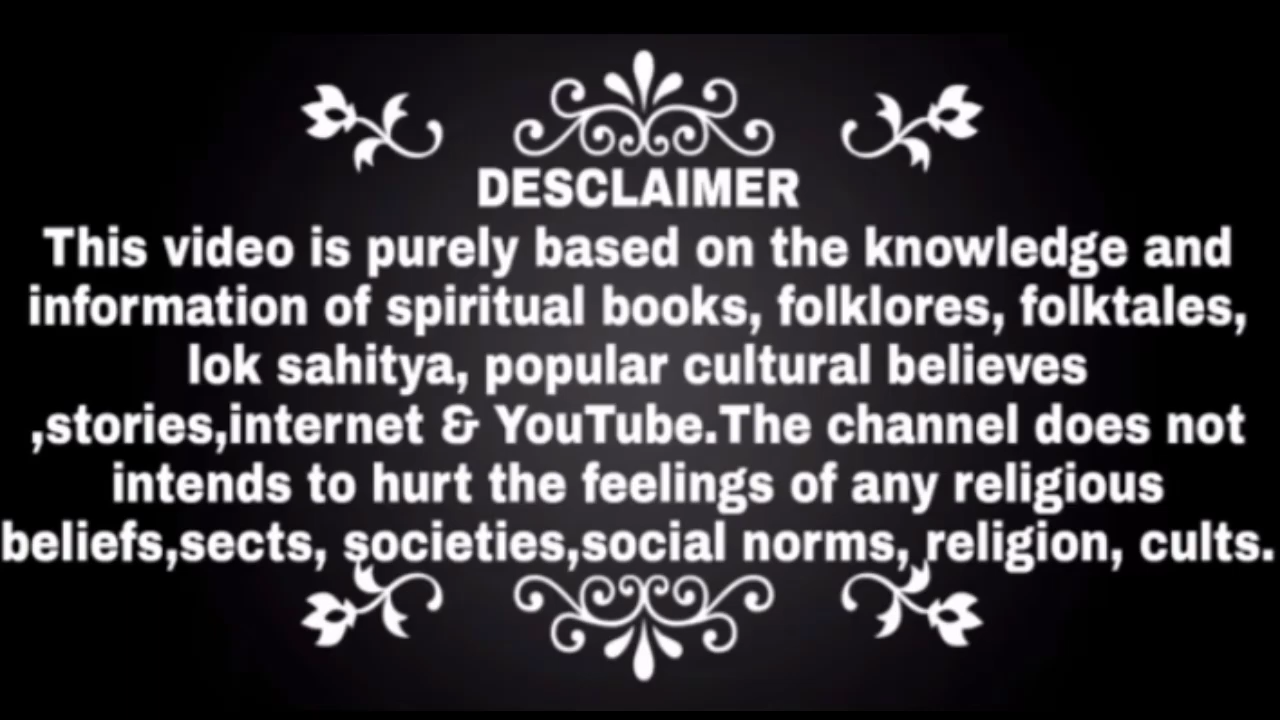 DESCLAIMER
This video is purely based on the knowledge and
information of spiritual books, folklores, folktales,
lok sahitya, popular cultural believes
,stories,internet & YouTube.The channel does not
intends to hurt the feelings of any religious
beliefs,sects, societies,social norms, religion, cults.